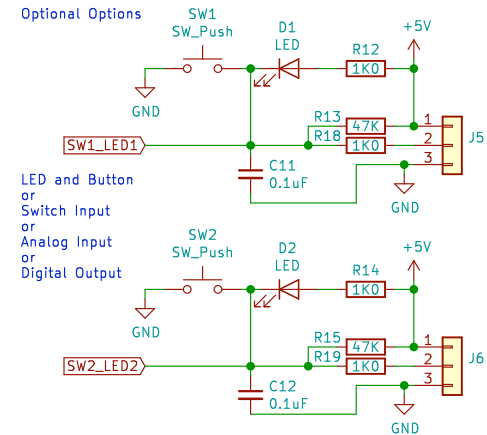 Optional Options
SW1
SW_Push
D1
LED
R12
1K0
+5V
GND
R13
47K
R18
1K0
1
2
3
J5
SW1_LED1
C11
0.1uF
GND
LED and Button
or
Switch Input
or
Analog Input
or
Digital Output
SW2
SW_Push
D2
LED
R14
1K0
+5V
GND
R15
47K
R19
1K0
1
2
3
J6
SW2_LED2
C12
0.1uF
GND